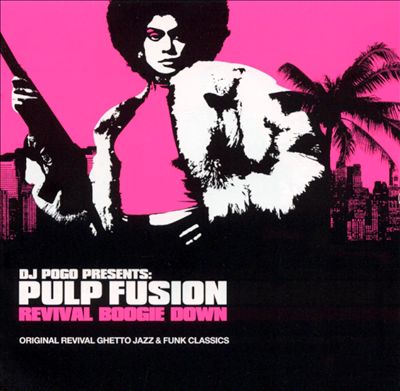 DJ POGO PRESENTS:
PULP FUSION
REVIVAL BOOGIE DOWN
ORIGINAL REVIVAL GHETTO JAZZ & FUNK CLASSICS